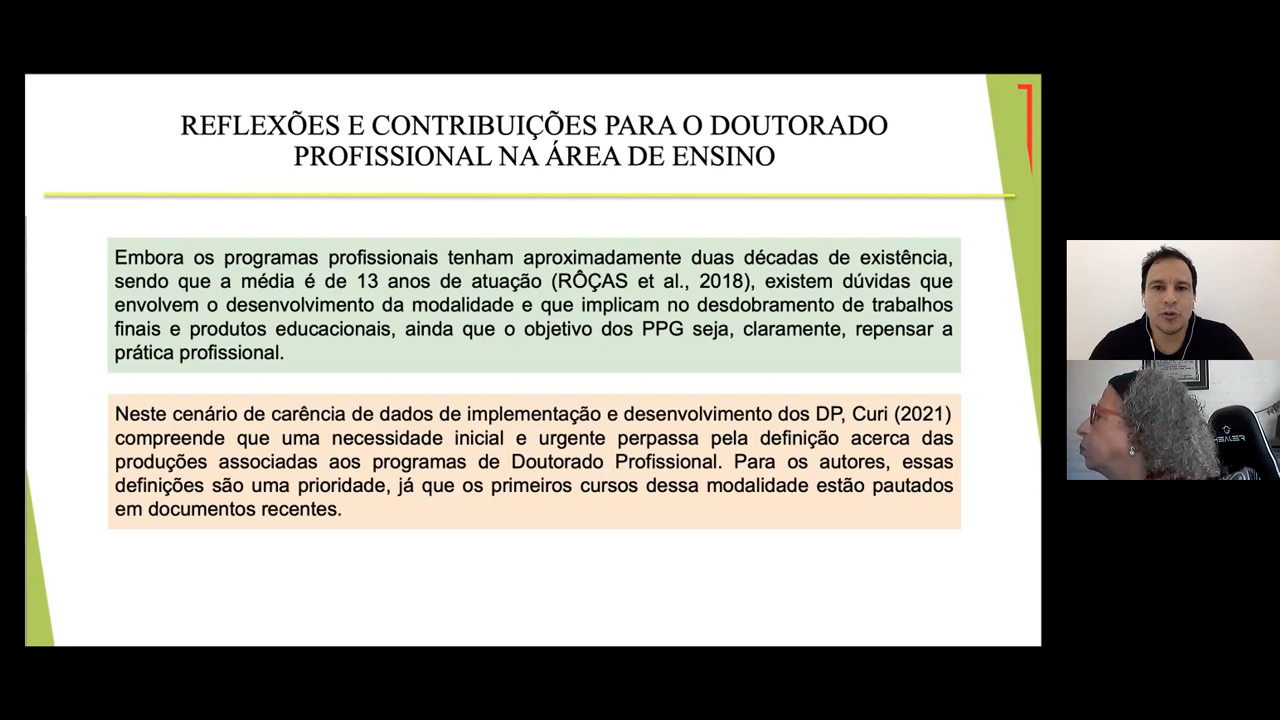 REFLEXÕES E CONTRIBUIÇÕES PARA O DOUTORADO
PROFISSIONAL NA ÁREA DE ENSINO
Embora os programas profissionais tenham aproximadamente duas décadas de existência,
sendo que a média é de 13 anos de atuação (RÔÇAS et al., 2018), existem dúvidas que
envolvem o desenvolvimento da modalidade e que implicam no desdobramento de trabalhos
finais e produtos educacionais, ainda que o objetivo dos PPG seja, claramente, repensar a
prática profissional.
Neste cenário de carência de dados de implementação e desenvolvimento dos DP, Curi (2021)
compreende que uma necessidade inicial e urgente perpassa pela definição acerca das
produções associadas aos programas de Doutorado Profissional. Para os autores, essas
definições são uma prioridade, já que os primeiros cursos dessa modalidade estão pautados
em documentos recentes.